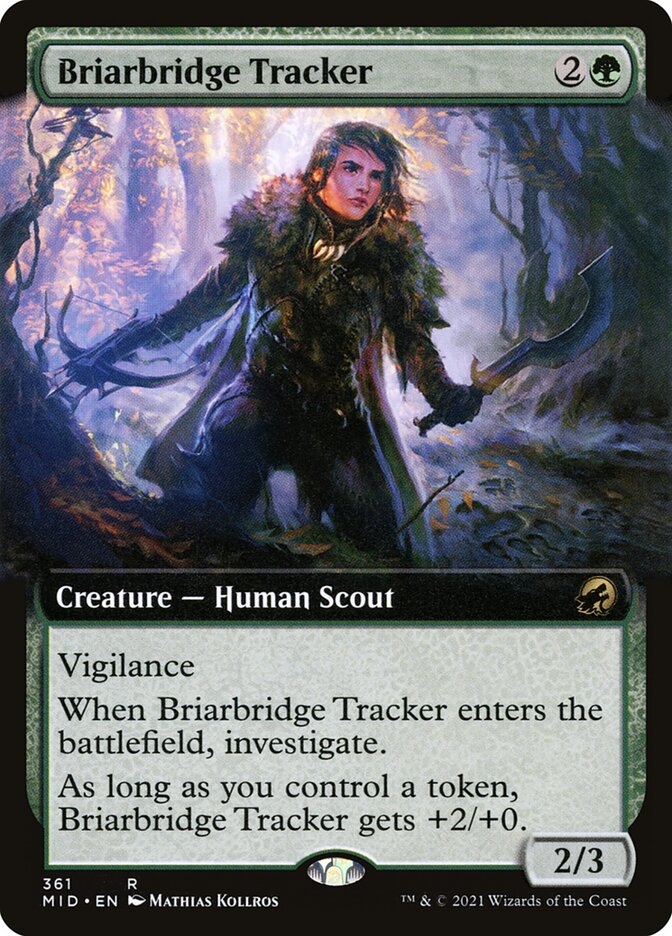 Briarbridge Tracker 2
Creature — Human Scout
Vigilance
When Briarbridge Tracker enters the
battlefield, investigate.
As long as you control a token,
Briarbridge Tracker gets +2/+0.
2/3
361 R
MID • EN Mathias Kollros
™ & © 2021 Wizards of the Coast